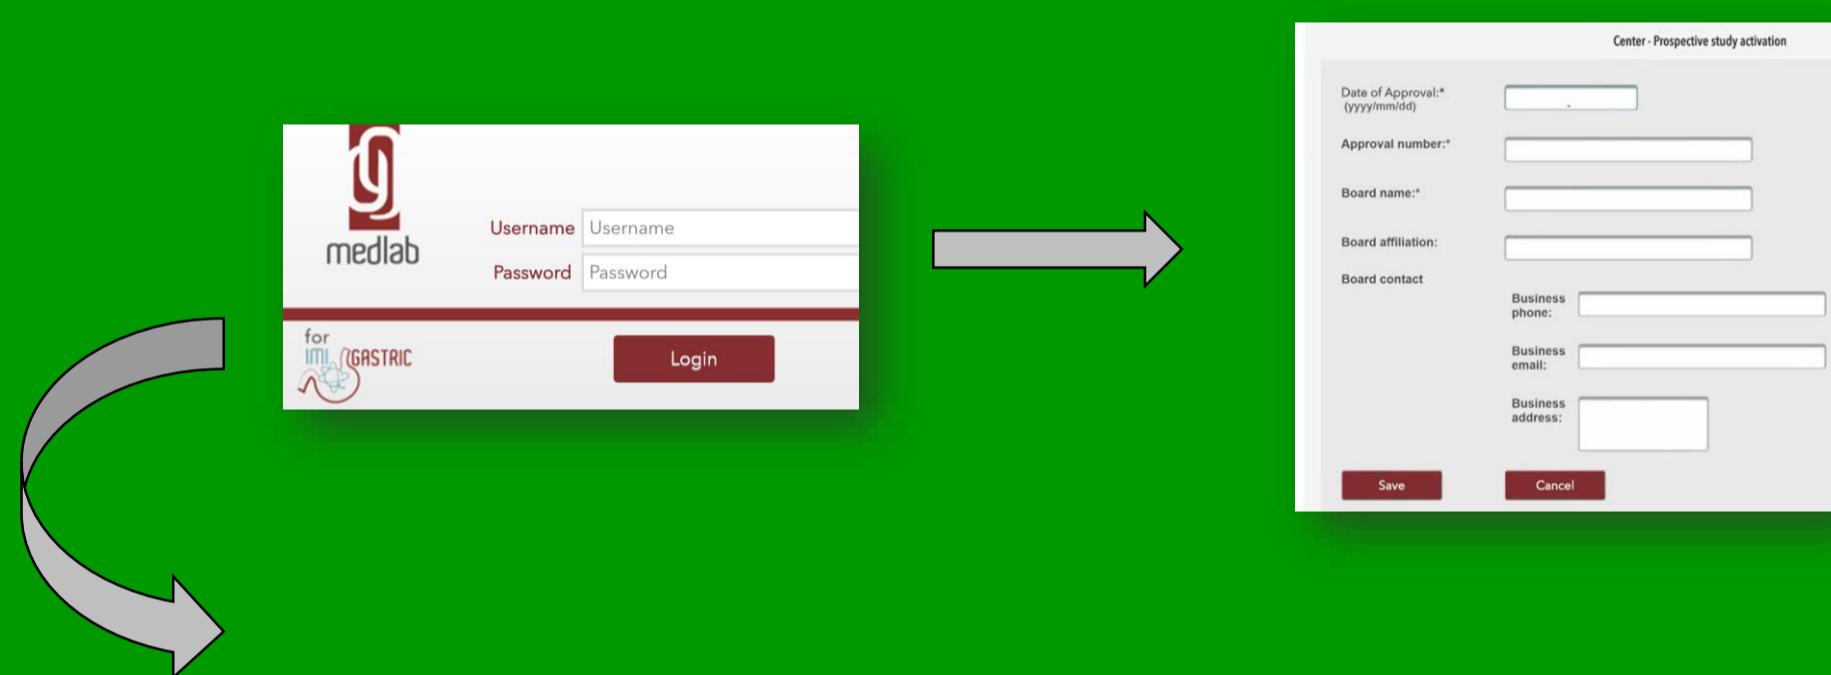 medlab
Username Username
Password Password
for
IMI GASTRIC
Login
Center - Prospective study activation
Date of Approval:*
(yyyy/mm/dd)
-
Approval number:*
Board name:*
Board affiliation:
Board contact
Business
phone:
Business
email:
Business
address:
Save Cancel